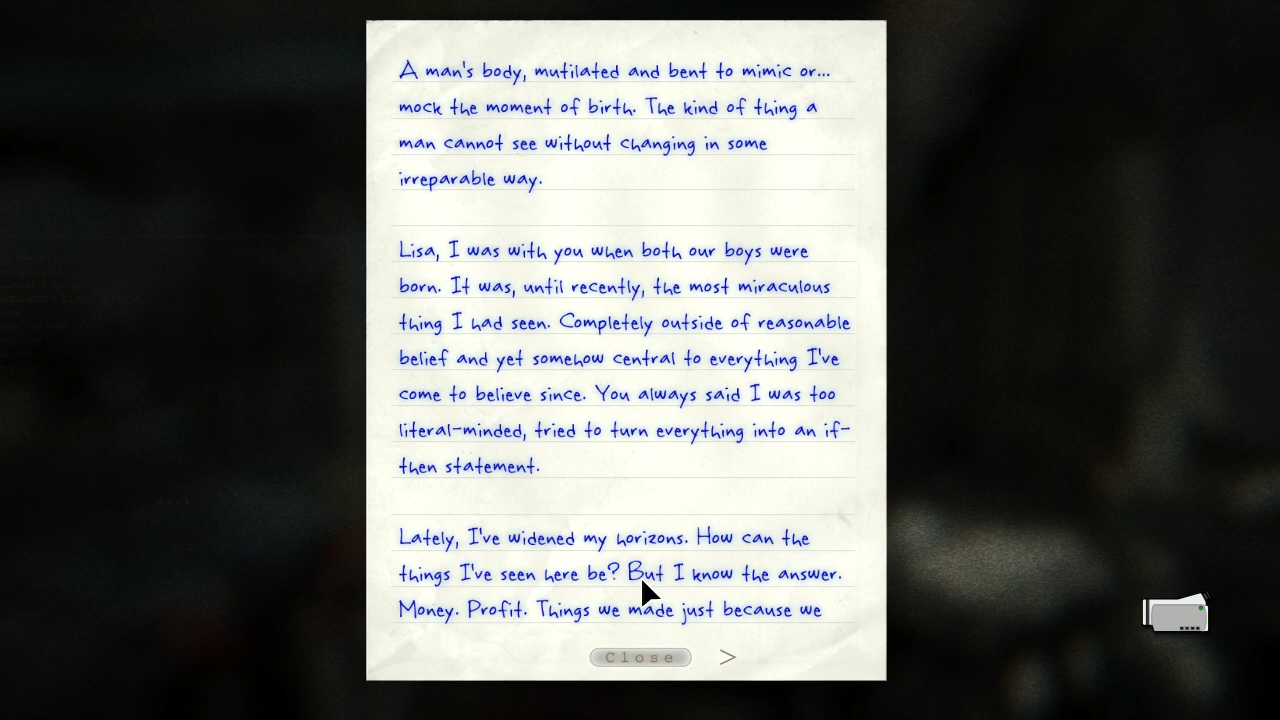 A man's body, mutilated and bent to mimic or...
mock the moment of birth. The kind of thing a
man cannot see without changing in some
irreparable way.
Lisa, I was with you when both our boys were
born. It was, until recently, the most miraculous
thing I had seen. Completely outside of reasonable
belief and yet somehow central to everything I've
come to believe since. You always said I was too
literal-minded, tried to turn everything into an if-
then statement.
Lately, I've widened my horizons. How can the
things I've seen here be? But I know the answer.
Money. Profit. Things we made just because we
Close >